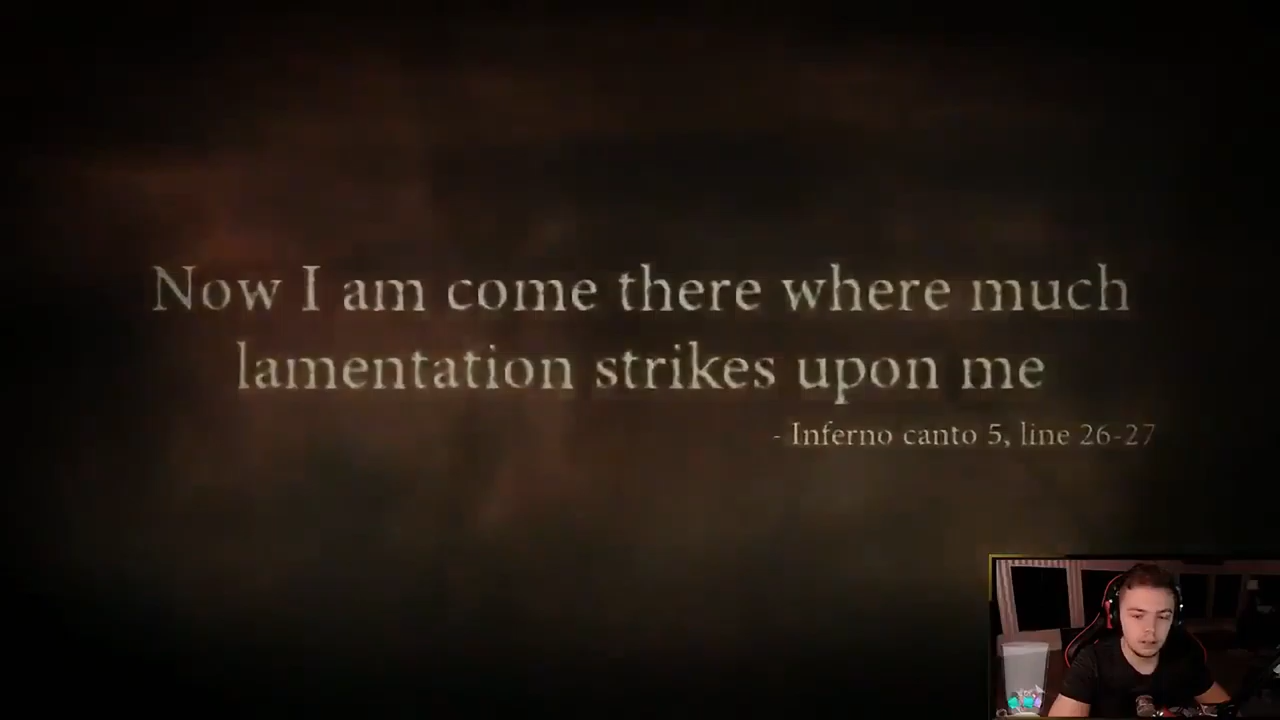 Now I am come there where much
lamentation strikes upon me
- Inferno canto 5, line 26-27